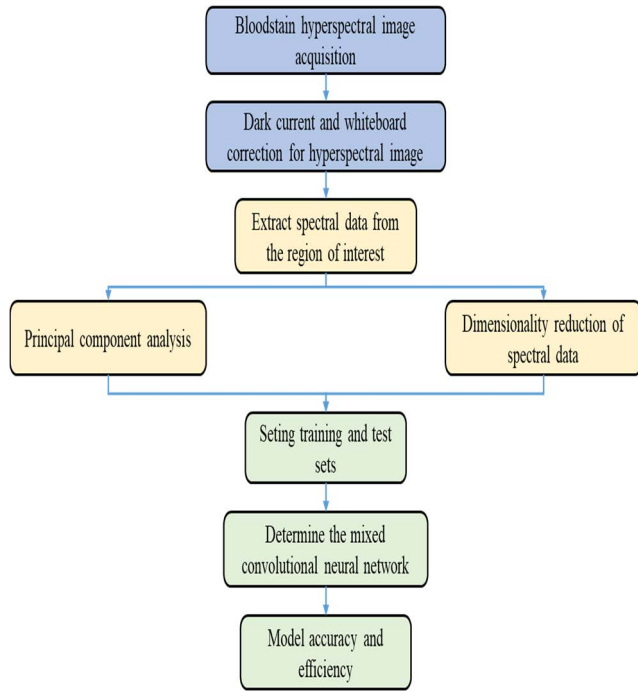 Bloodstain hyperspectral image
acquisition
Dark current and whiteboard
correction for hyperspectral image
Extract spectral data from
the region of interest
Principal component analysis
Dimensionality reduction of
spectral data
Seting training and test
sets
Determine the mixed
convolutional neural network
Model accuracy and
efficiency